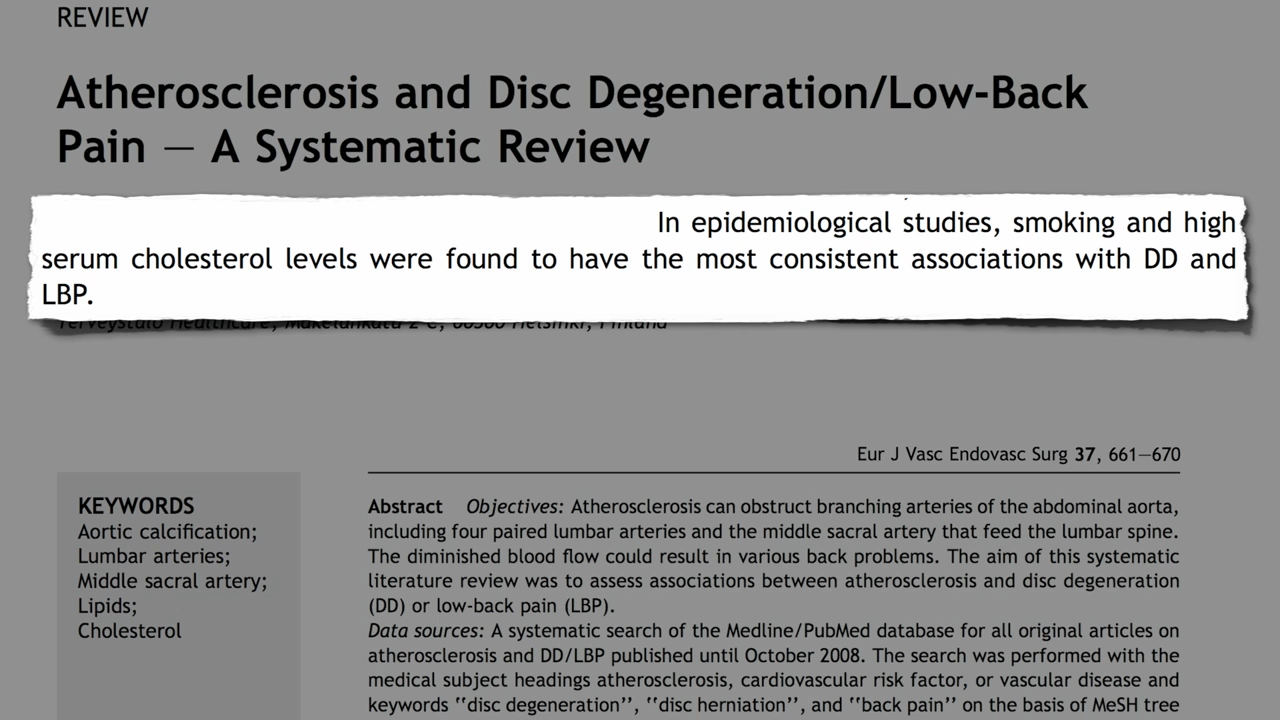 REVIEW
Atherosclerosis and Disc Degeneration/Low-Back
Pain — A Systematic Review
In epidemiological studies, smoking and high
serum cholesterol levels were found to have the most consistent associations with DD and
LBP.
Terveystalo Healthcare, Mäkelänkatu 2 C, 00500 Helsinki, Finland
Eur J Vasc Endovasc Surg 37, 661—670
KEYWORDS
Aortic calcification;
Lumbar arteries;
Middle sacral artery;
Lipids;
Cholesterol
Abstract Objectives: Atherosclerosis can obstruct branching arteries of the abdominal aorta,
including four paired lumbar arteries and the middle sacral artery that feed the lumbar spine.
The diminished blood flow could result in various back problems. The aim of this systematic
literature review was to assess associations between atherosclerosis and disc degeneration
(DD) or low-back pain (LBP).
Data sources: A systematic search of the Medline/PubMed database for all original articles on
atherosclerosis and DD/LBP published until October 2008. The search was performed with the
medical subject headings atherosclerosis, cardiovascular risk factor, or vascular disease and
keywords ‘‘disc degeneration’’, ‘‘disc herniation’’, and ‘‘back pain’’ on the basis of MeSH tree